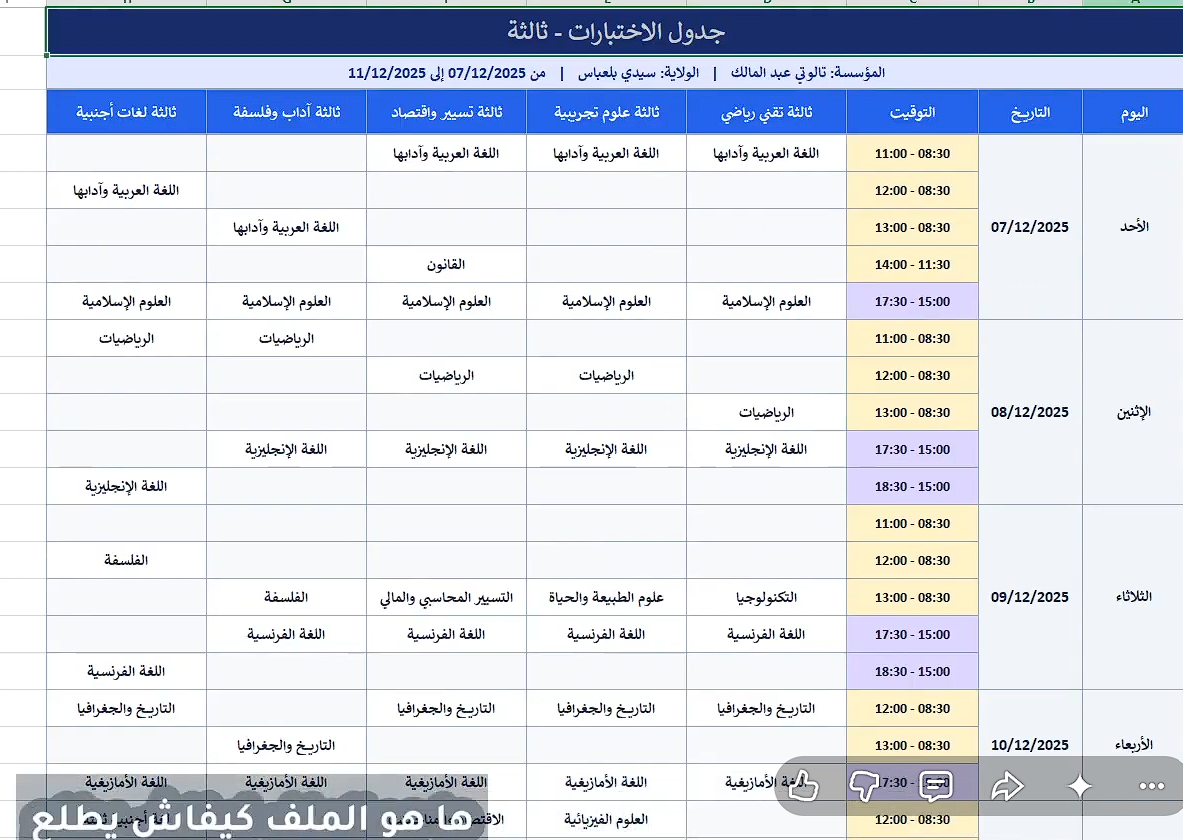 جدول الاختبارات - ثالثة
المؤسسة: تالوتي عبد المالك | الولاية: سيدي بلعباس | من 07/12/2025 إلى 11/12/2025
اليوم التاريخ التوقيت ثالثة تقني رياضي ثالثة علوم تجريبية ثالثة تسيير واقتصاد ثالثة آداب وفلسفة ثالثة لغات أجنبية
08:30 - 11:00 اللغة العربية وآدابها اللغة العربية وآدابها اللغة العربية وآدابها
08:30 - 12:00 اللغة العربية وآدابها
الأحد 07/12/2025 08:30 - 13:00 اللغة العربية وآدابها
11:30 - 14:00 القانون
15:00 - 17:30 العلوم الإسلامية العلوم الإسلامية العلوم الإسلامية العلوم الإسلامية العلوم الإسلامية
08:30 - 11:00 الرياضيات الرياضيات
08:30 - 12:00 الرياضيات الرياضيات
الإثنين 08/12/2025 08:30 - 13:00 الرياضيات
15:00 - 17:30 اللغة الإنجليزية اللغة الإنجليزية اللغة الإنجليزية اللغة الإنجليزية
15:00 - 18:30 اللغة الإنجليزية
08:30 - 11:00
08:30 - 12:00 الفلسفة
الثلاثاء 09/12/2025 08:30 - 13:00 التكنولوجيا علوم الطبيعة والحياة التسيير المحاسبي والمالي الفلسفة
15:00 - 17:30 اللغة الفرنسية اللغة الفرنسية اللغة الفرنسية اللغة الفرنسية
15:00 - 18:30 اللغة الفرنسية
08:30 - 12:00 التاريخ والجغرافيا التاريخ والجغرافيا التاريخ والجغرافيا التاريخ والجغرافيا
الأربعاء 10/12/2025 08:30 - 13:00 التاريخ والجغرافيا
17:30 اللغة الأمازيغية اللغة الأمازيغية اللغة الأمازيغية اللغة الأمازيغية اللغة الأمازيغية
08:30 - 12:00 العلوم الفيزيائية
ها هو الملف كيفاش يطلع